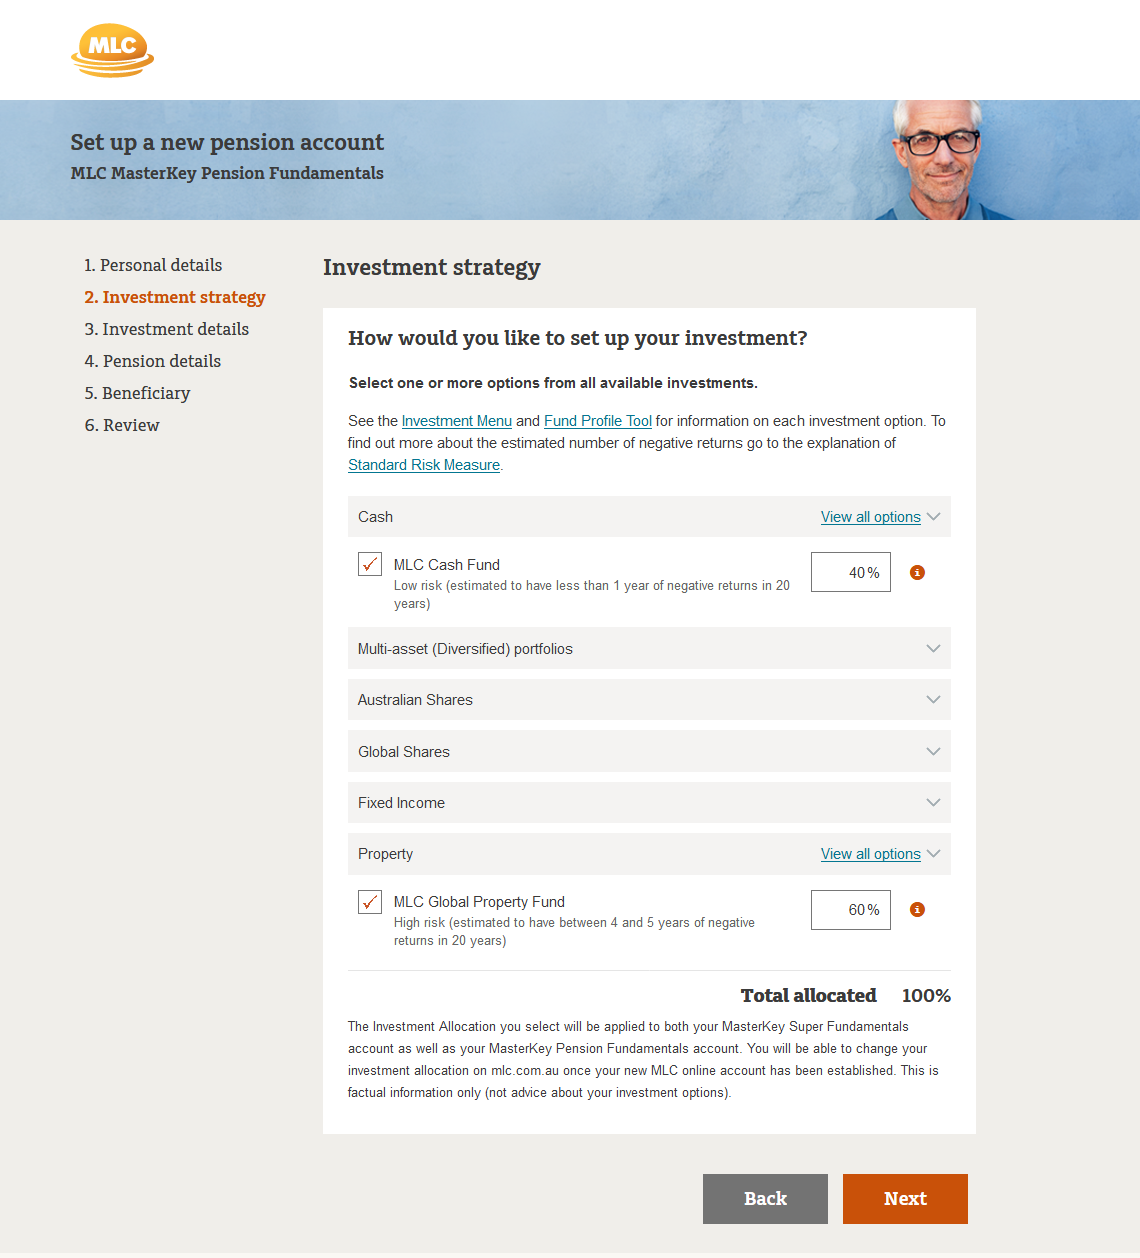 MLC
Set up a new pension account
MLC MasterKey Pension Fundamentals
1. Personal details
2. Investment strategy
3. Investment details
4. Pension details
5. Beneficiary
6. Review
Investment strategy
How would you like to set up your investment?
Select one or more options from all available investments.
See the Investment Menu and Fund Profile Tool for information on each investment option. To
find out more about the estimated number of negative returns go to the explanation of
Standard Risk Measure.
Cash View all options
MLC Cash Fund 40%
Low risk (estimated to have less than 1 year of negative returns in 20
years)
Multi-asset (Diversified) portfolios
Australian Shares
Global Shares
Fixed Income
Property View all options
MLC Global Property Fund 60%
High risk (estimated to have between 4 and 5 years of negative
returns in 20 years)
Total allocated 100%
The Investment Allocation you select will be applied to both your MasterKey Super Fundamentals
account as well as your MasterKey Pension Fundamentals account. You will be able to change your
investment allocation on mlc.com.au once your new MLC online account has been established. This is
factual information only (not advice about your investment options).
Back Next